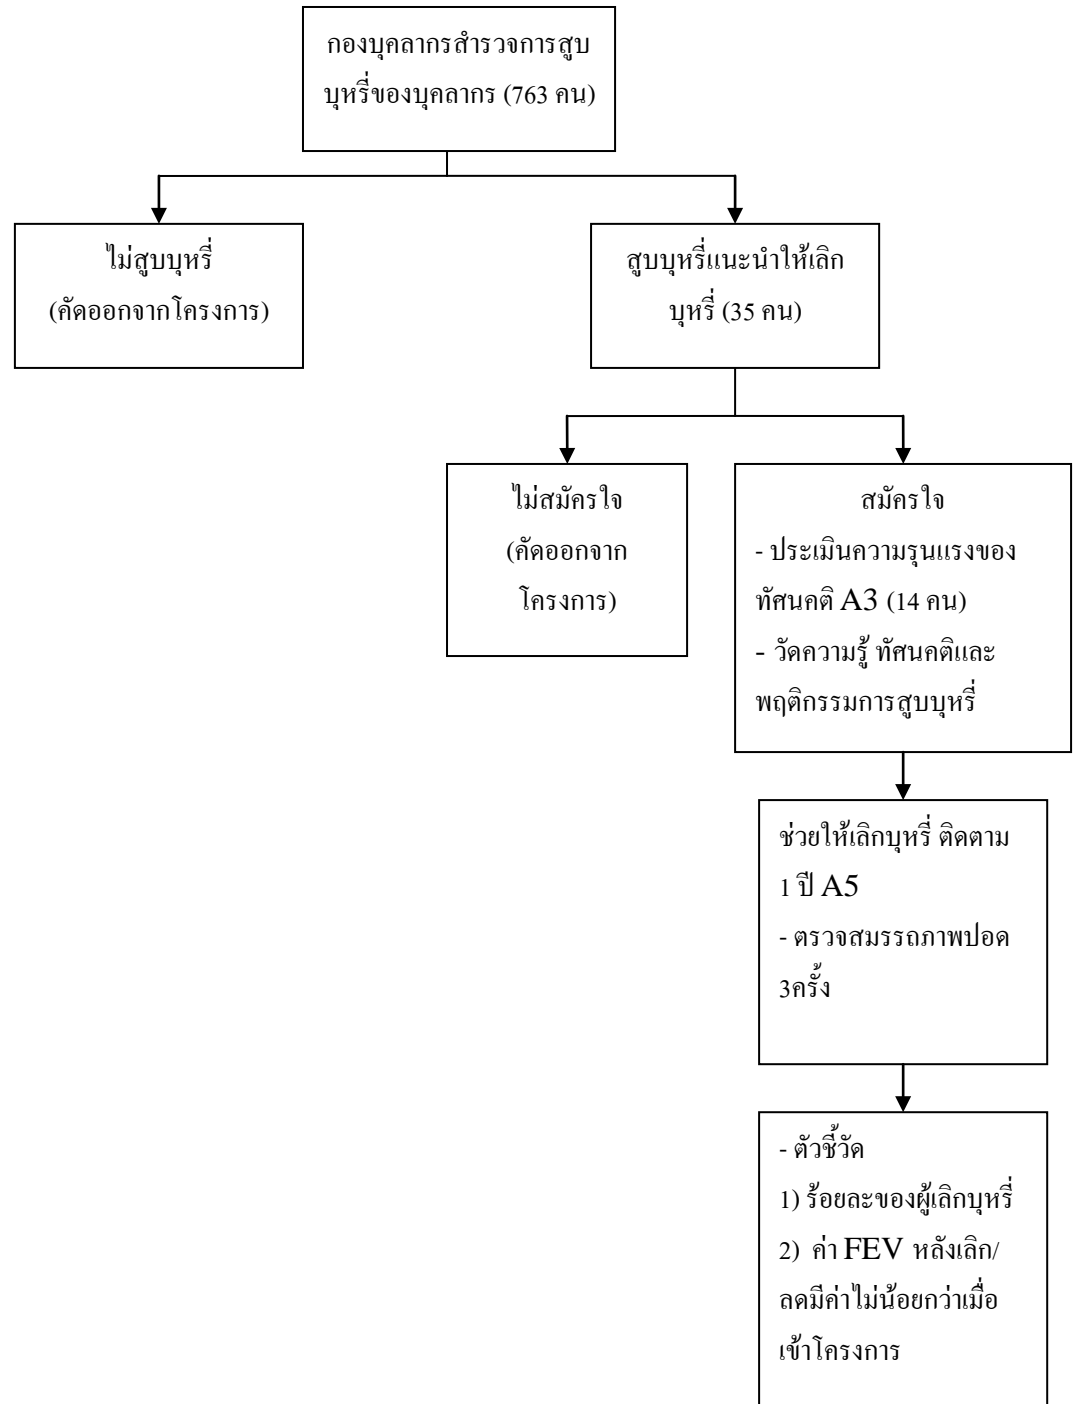 กองบุคลากรสำรวจการสูบ
บุหรี่ของบุคลากร (763 คน)
ไม่สูบบุหรี่
(คัดออกจากโครงการ)
สูบบุหรี่แนะนำให้เลิก
บุหรี่ (35 คน)
ไม่สมัครใจ
(คัดออกจาก
โครงการ)
สมัครใจ
- ประเมินความรุนแรงของ
ทัศนคติ A3 (14 คน)
- วัดความรู้ ทัศนคติและ
พฤติกรรมการสูบบุหรี่
ช่วยให้เลิกบุหรี่ ติดตาม
1 ปี A5
- ตรวจสมรรถภาพปอด
3ครั้ง
- ตัวชี้วัด
1) ร้อยละของผู้เลิกบุหรี่
2) ค่า FEV หลังเลิก/
ลดมีค่าไม่น้อยกว่าเมื่อ
เข้าโครงการ